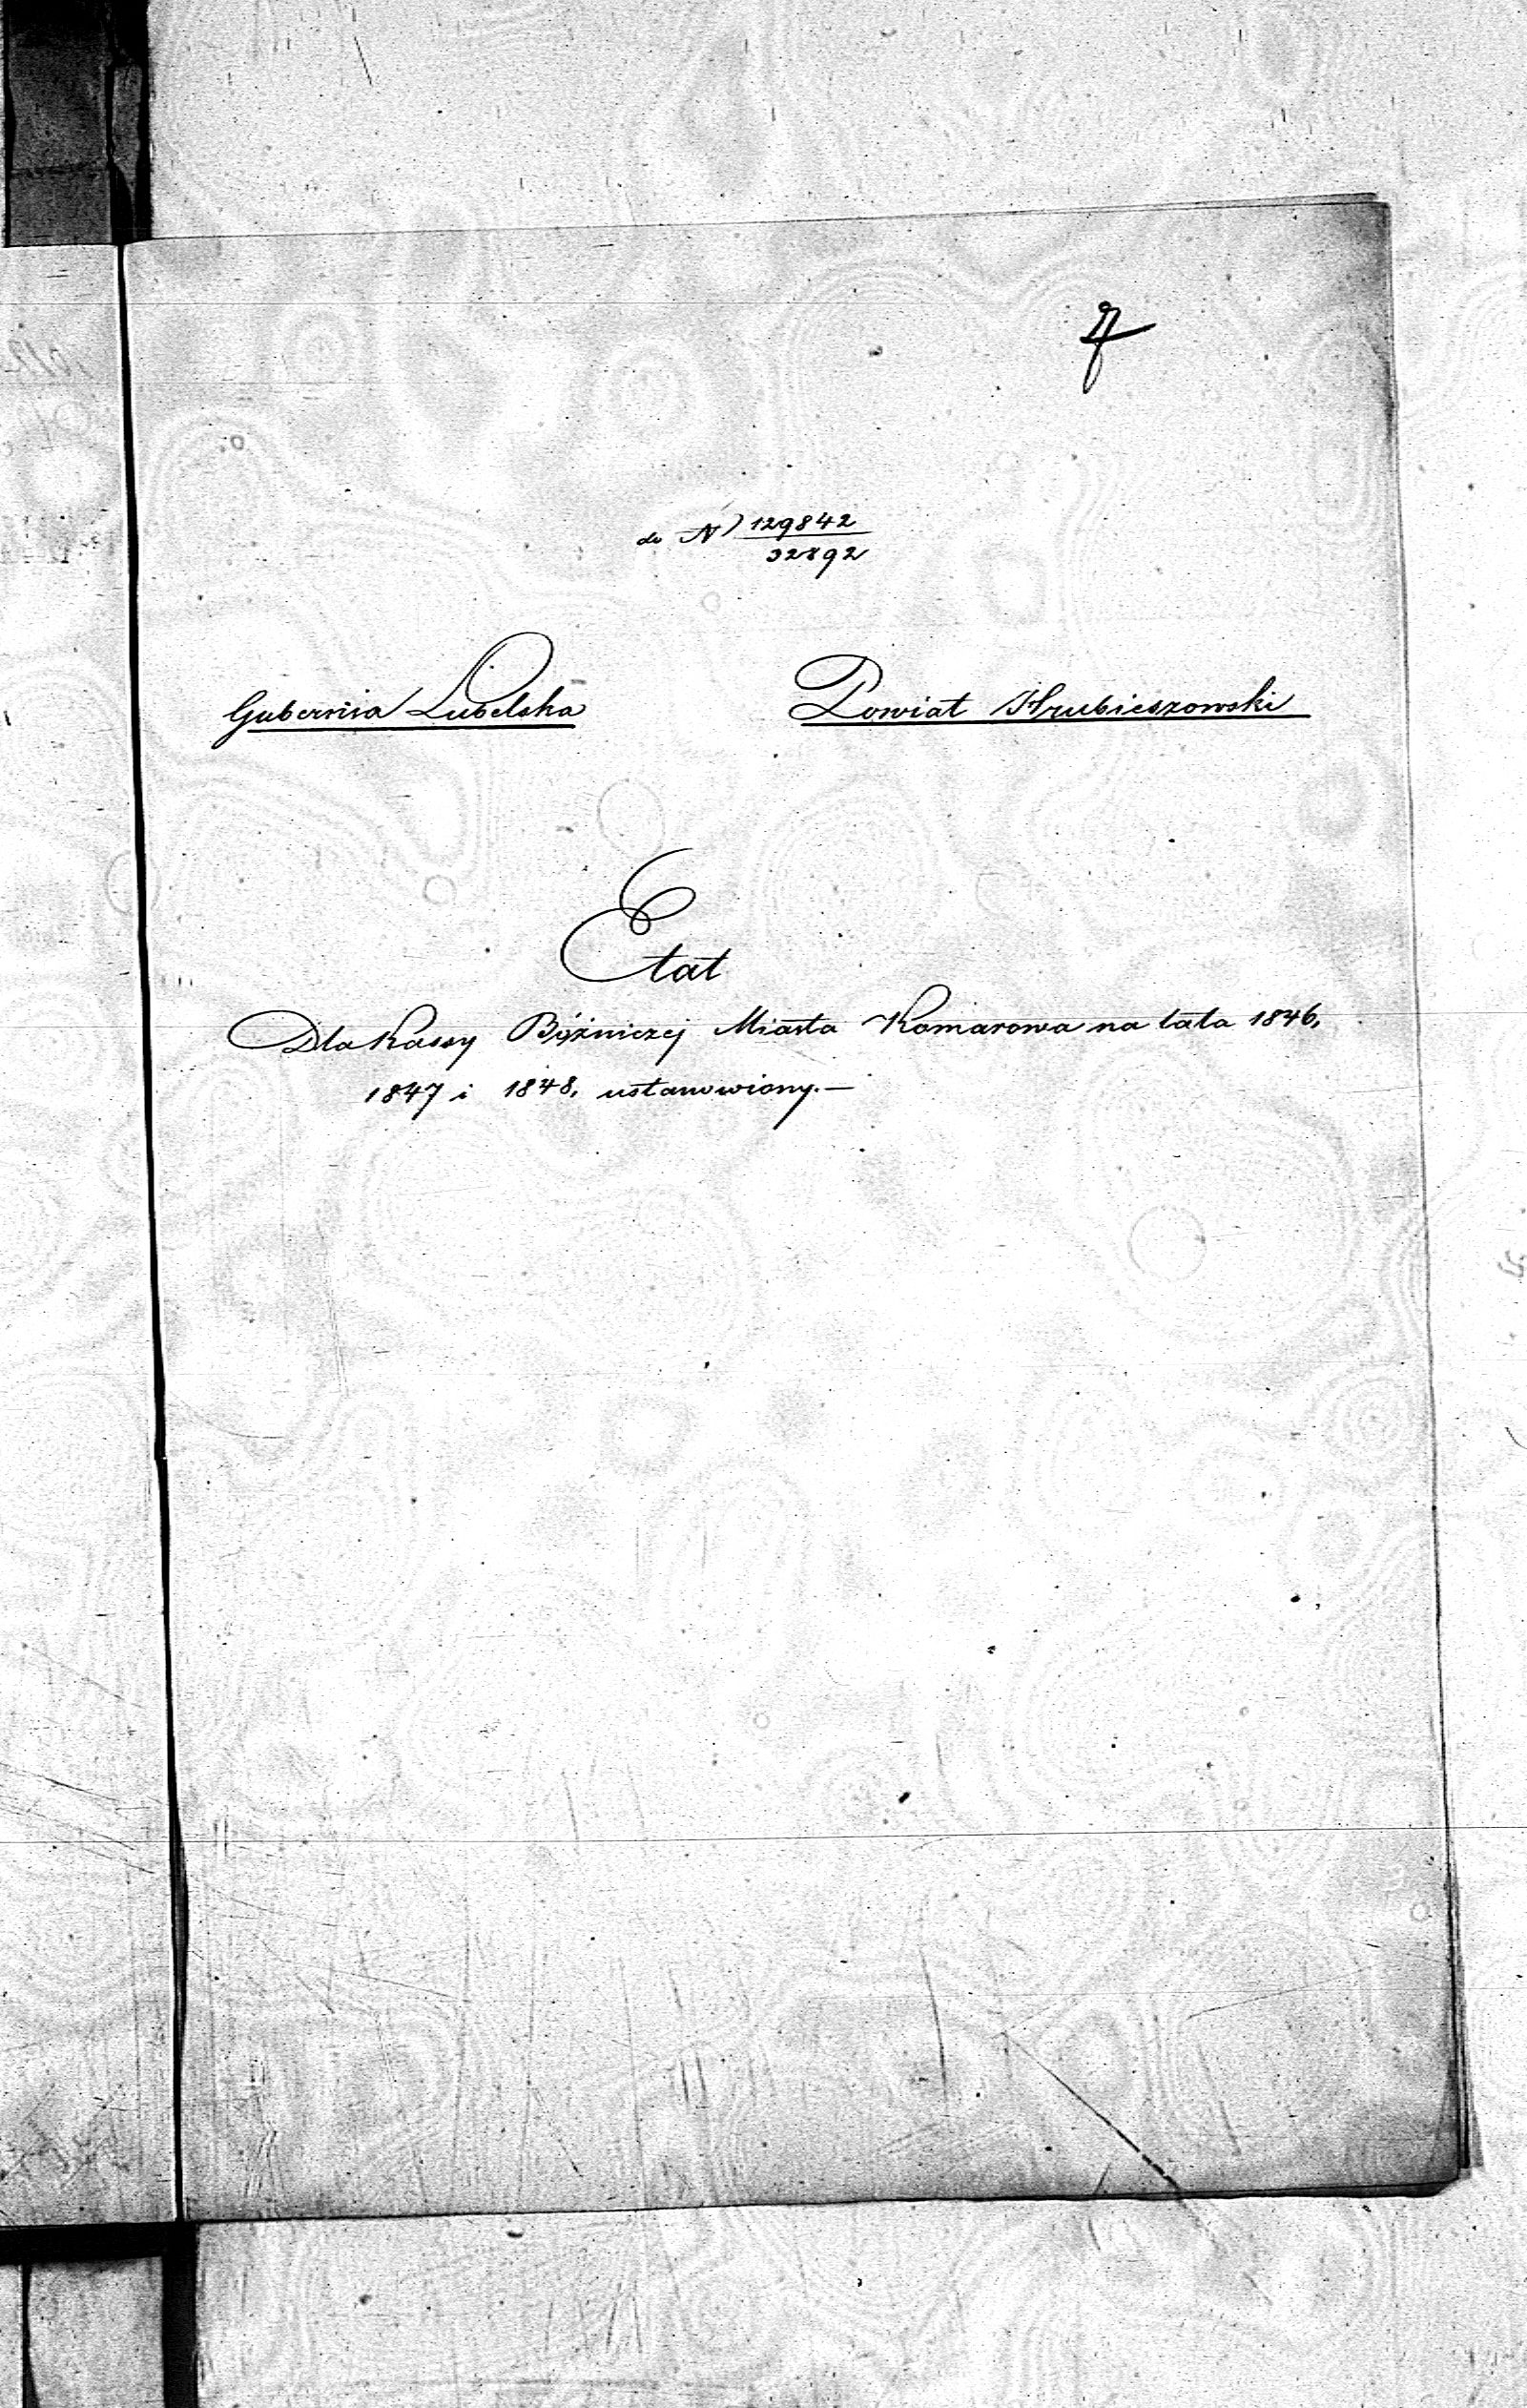 7
do N 129842
32892
Gubernia Lubelska Powiat Hrubieszowski
Etat
Dla Kassy Bóźniczej Miasta Komarowa na lata 1846,
1847 i 1848, ustanowiony.—